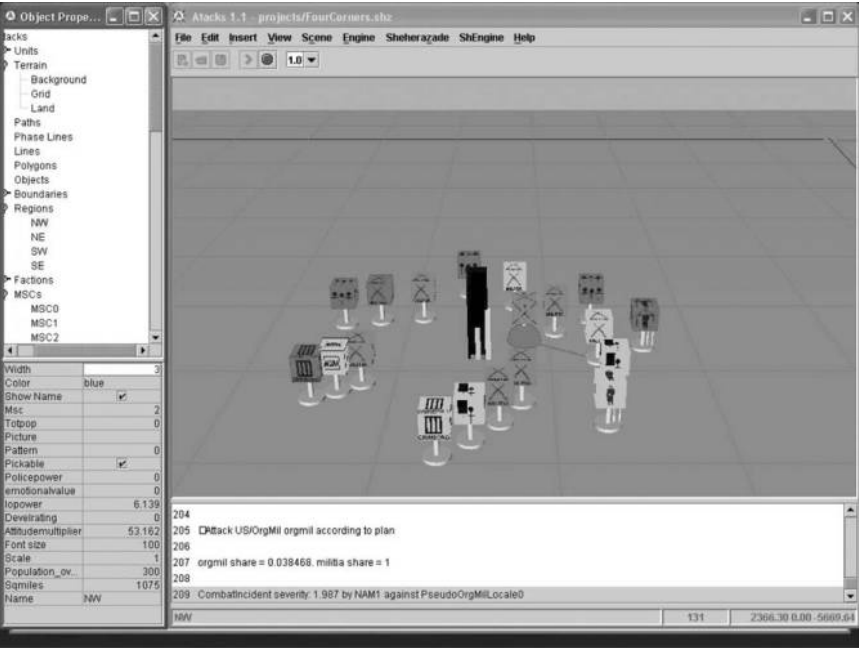 Object Prope...
Atacks 1.1 - projects/FourCorners.shz
File Edit Insert View Scene Engine Sheherazade ShEngine Help
1.0
tacks
Units
Terrain
Background
Grid
Land
Paths
Phase Lines
Lines
Polygons
Objects
Boundaries
Regions
NW
NE
SW
SE
Factions
MSCs
MSC0
MSC1
MSC2
Width 3
Color blue
Show Name
Msc 2
Totpop 0
Picture
Pattern 0
Pickable
Policepower 0
emotionalvalue 0
Iopower 6.139
Develrating 0
Attitudemultiplier 53.162
Font size 100
Scale 1
Population_ov... 300
Sqmiles 1075
Name NW
204
205 Attack US/OrgMil orgmil according to plan
206
207 orgmil share = 0.038468. militia share = 1
208
209 CombatIncident severity: 1.987 by NAM1 against PseudoOrgMilLocale0
NW 131 2366.30 0.00 -5669.64